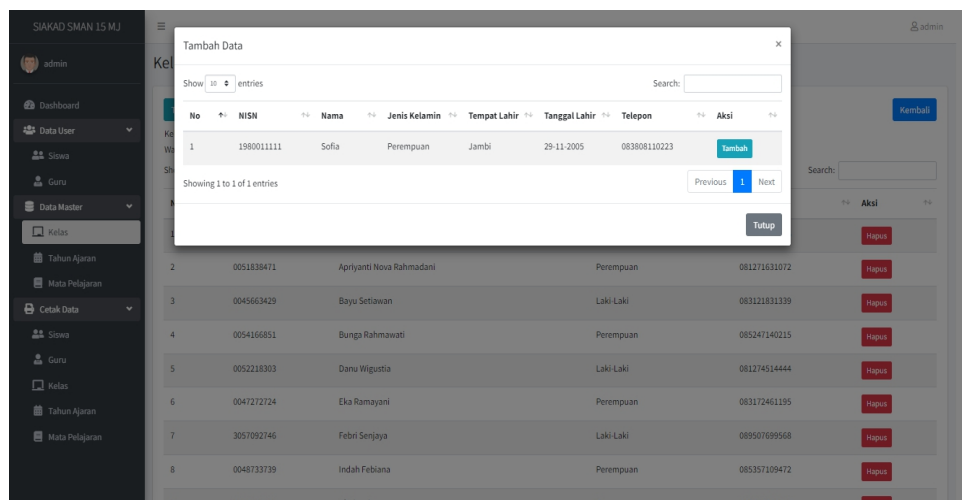 SIAKAD SMAN 15 MJ
admin
admin
Dashboard
Data User
Siswa
Guru
Data Master
Kelas
Tahun Ajaran
Mata Pelajaran
Cetak Data
Siswa
Guru
Kelas
Tahun Ajaran
Mata Pelajaran
Kel
Kembali
Tambah Data ×
Show 10 entries Search:
No NISN Nama Jenis Kelamin Tempat Lahir Tanggal Lahir Telepon Aksi
1 1980011111 Sofia Perempuan Jambi 29-11-2005 083808110223 Tambah
Showing 1 to 1 of 1 entries Previous 1 Next
Tutup
Search:
Aksi
1 Hapus
2 0051838471 Apriyanti Nova Rahmadani Perempuan 081271631072 Hapus
3 0045663429 Bayu Setiawan Laki-Laki 083121831339 Hapus
4 0054166851 Bunga Rahmawati Perempuan 085247140215 Hapus
5 0052218303 Danu Wigustia Laki-Laki 081274514444 Hapus
6 0047272724 Eka Ramayani Perempuan 083172461195 Hapus
7 3057092746 Febri Senjaya Laki-Laki 089507699568 Hapus
8 0048733739 Indah Febiana Perempuan 085357109472 Hapus